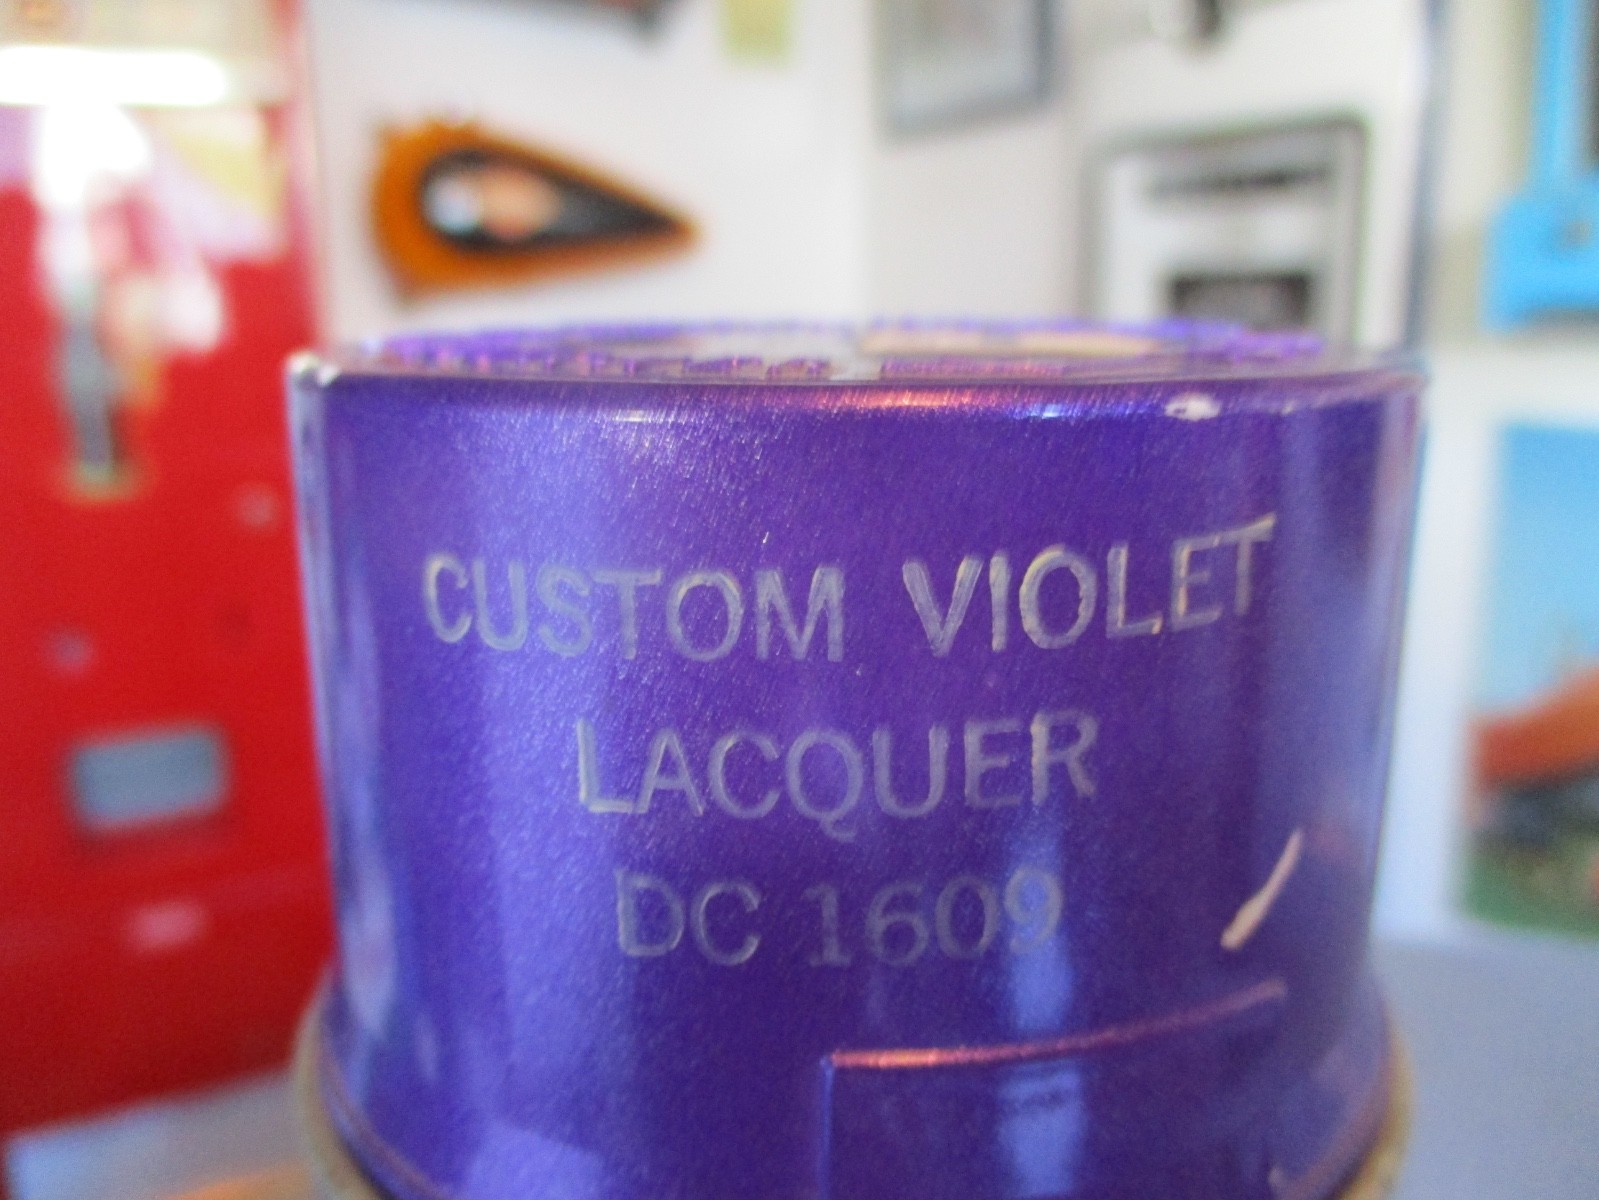 CUSTOM VIOLET
LACQUER
DC 1609